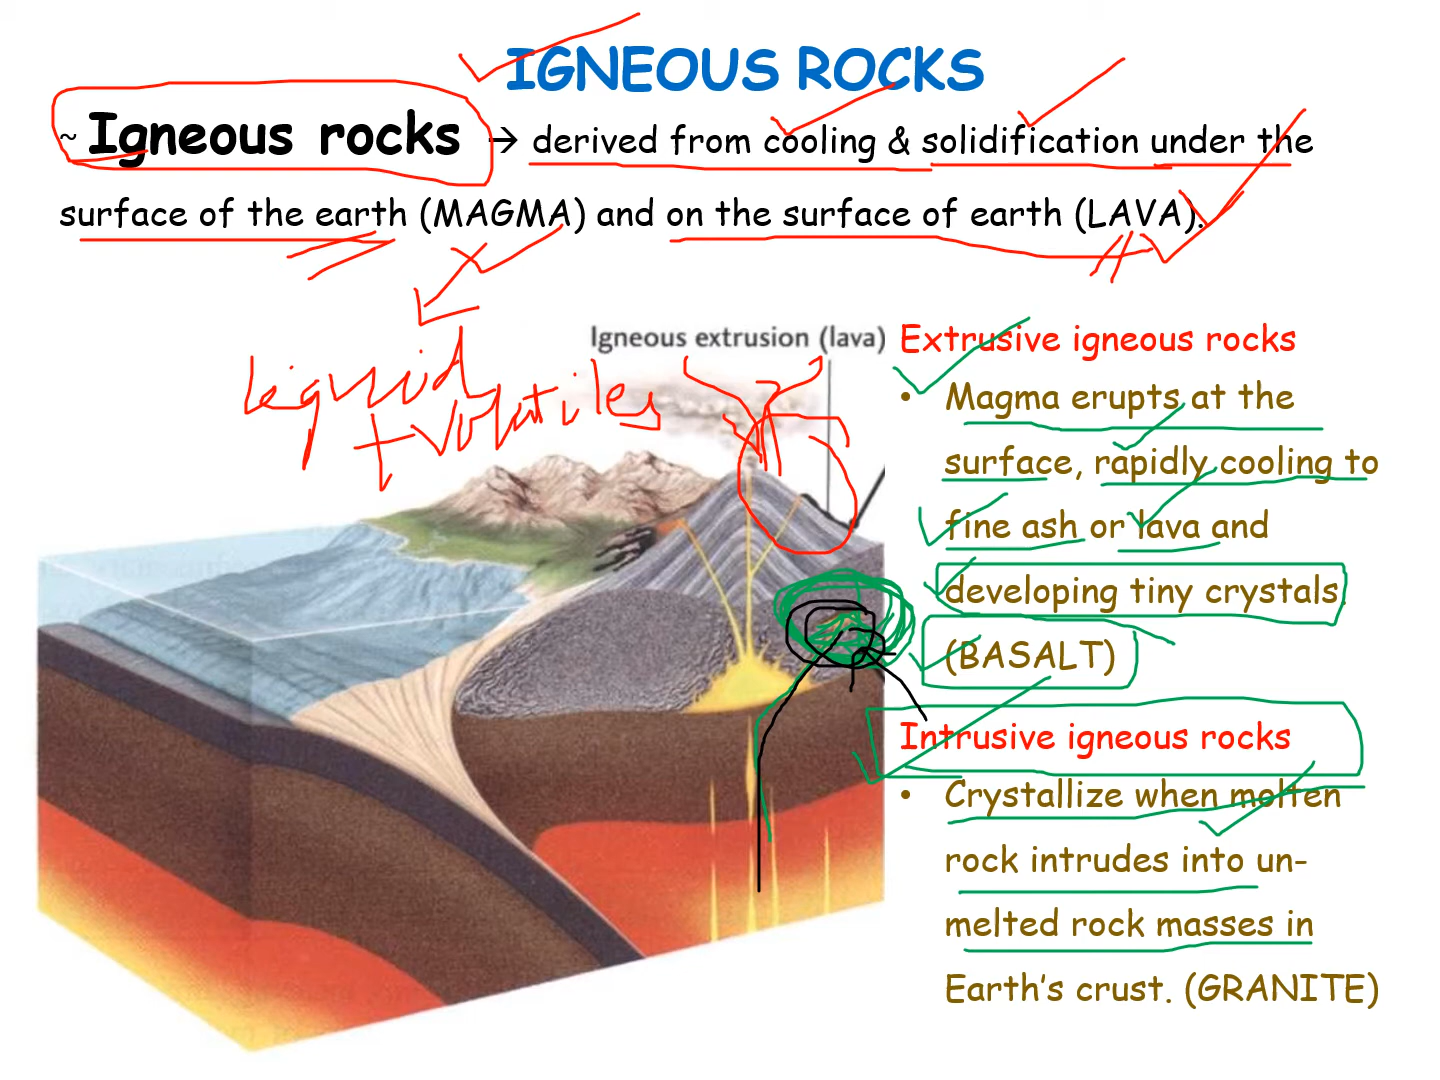 IGNEOUS ROCKS
~ Igneous rocks → derived from cooling & solidification under the
surface of the earth (MAGMA) and on the surface of earth (LAVA).
liquid
+ volatiles
Igneous extrusion (lava)
Extrusive igneous rocks
• Magma erupts at the
surface, rapidly cooling to
fine ash or lava and
developing tiny crystals.
(BASALT)
Intrusive igneous rocks
• Crystallize when molten
rock intrudes into un-
melted rock masses in
Earth's crust. (GRANITE)